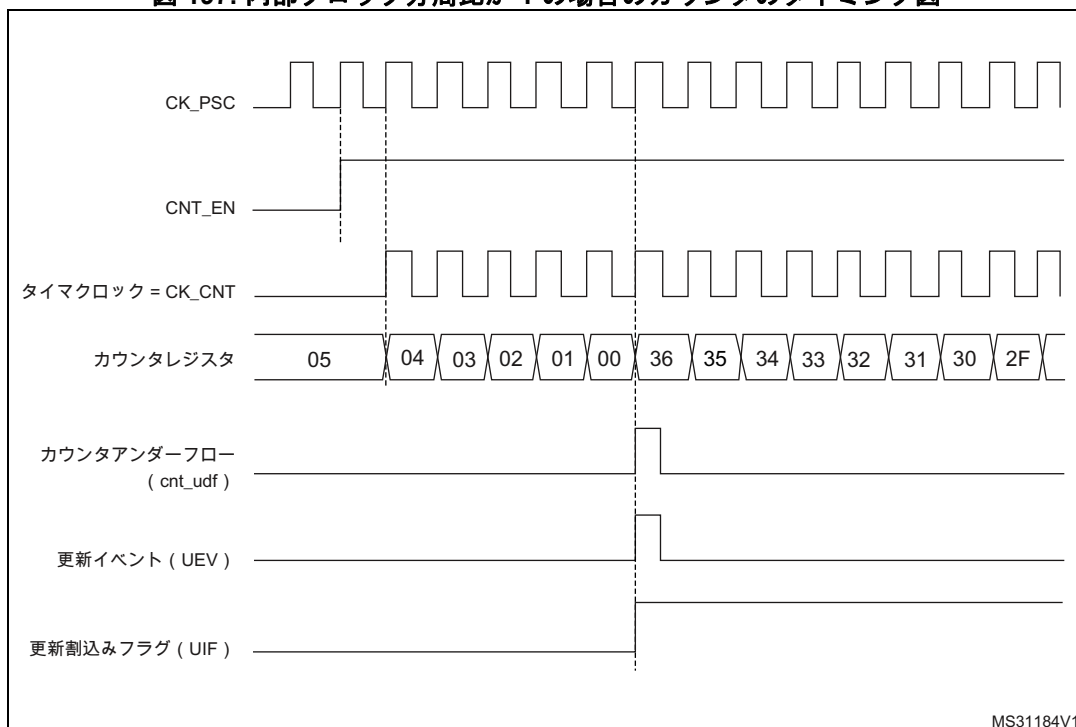 CK_PSC
CNT_EN
タイマクロック = CK_CNT
カウンタレジスタ
05 04 03 02 01 00 36 35 34 33 32 31 30 2F
カウンタアンダーフロー
( cnt_udf )
更新イベント ( UEV )
更新割込みフラグ ( UIF )
MS31184V1